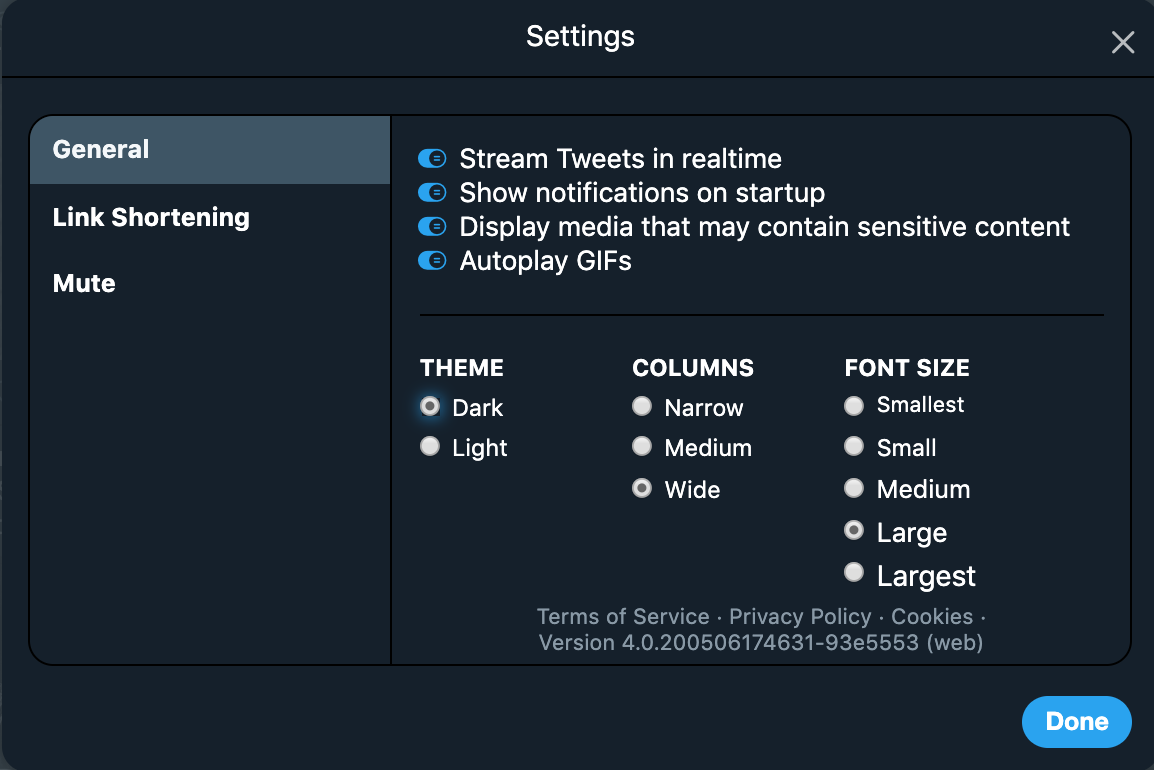 Settings
General
Link Shortening
Mute
Stream Tweets in realtime
Show notifications on startup
Display media that may contain sensitive content
Autoplay GIFs
THEME
Dark
Light
COLUMNS
Narrow
Medium
Wide
FONT SIZE
Smallest
Small
Medium
Large
Largest
Terms of Service · Privacy Policy · Cookies ·
Version 4.0.200506174631-93e5553 (web)
Done